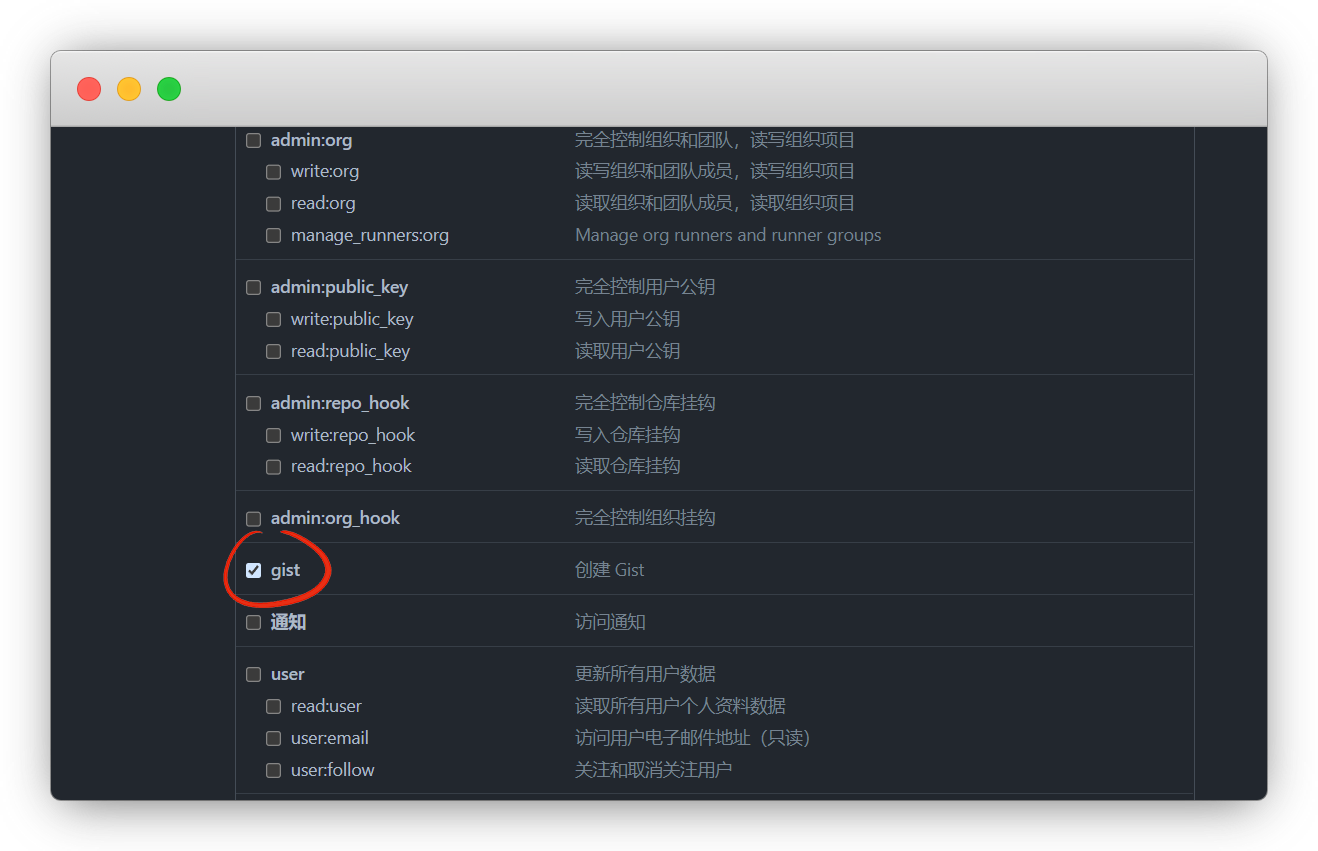 admin:org 完全控制组织和团队，读写组织项目
write:org 读写组织和团队成员，读写组织项目
read:org 读取组织和团队成员，读取组织项目
manage_runners:org Manage org runners and runner groups
admin:public_key 完全控制用户公钥
write:public_key 写入用户公钥
read:public_key 读取用户公钥
admin:repo_hook 完全控制仓库挂钩
write:repo_hook 写入仓库挂钩
read:repo_hook 读取仓库挂钩
admin:org_hook 完全控制组织挂钩
gist 创建 Gist
通知 访问通知
user 更新所有用户数据
read:user 读取所有用户个人资料数据
user:email 访问用户电子邮件地址（只读）
user:follow 关注和取消关注用户